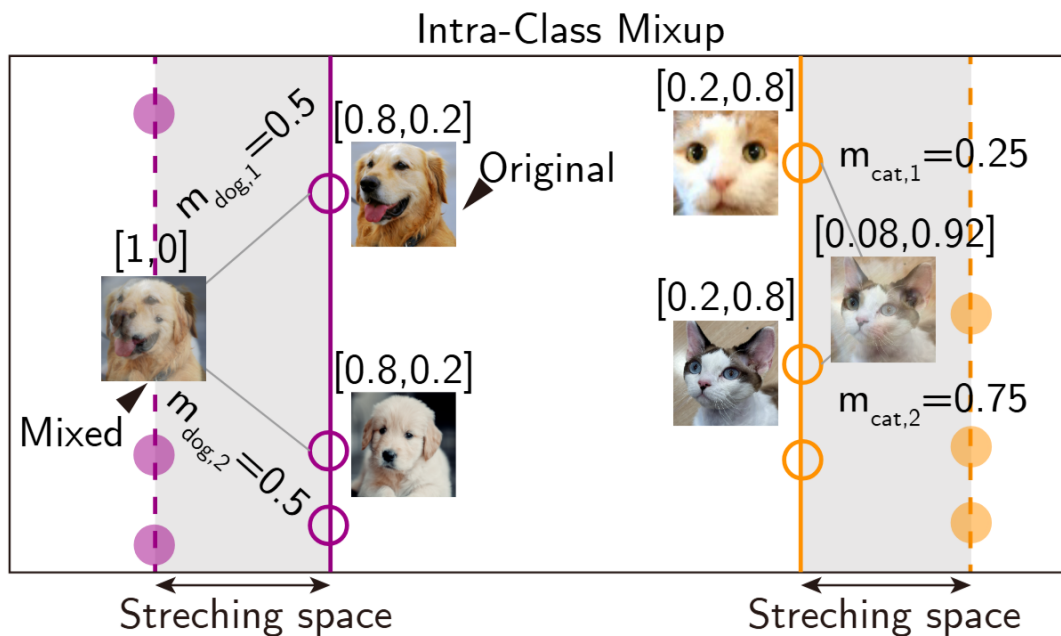 Intra-Class Mixup
m_dog,1=0.5
[0.8,0.2]
Original
[1,0]
Mixed
[0.8,0.2]
m_dog,2=0.5
[0.2,0.8]
m_cat,1=0.25
[0.08,0.92]
[0.2,0.8]
m_cat,2=0.75
Streching space
Streching space